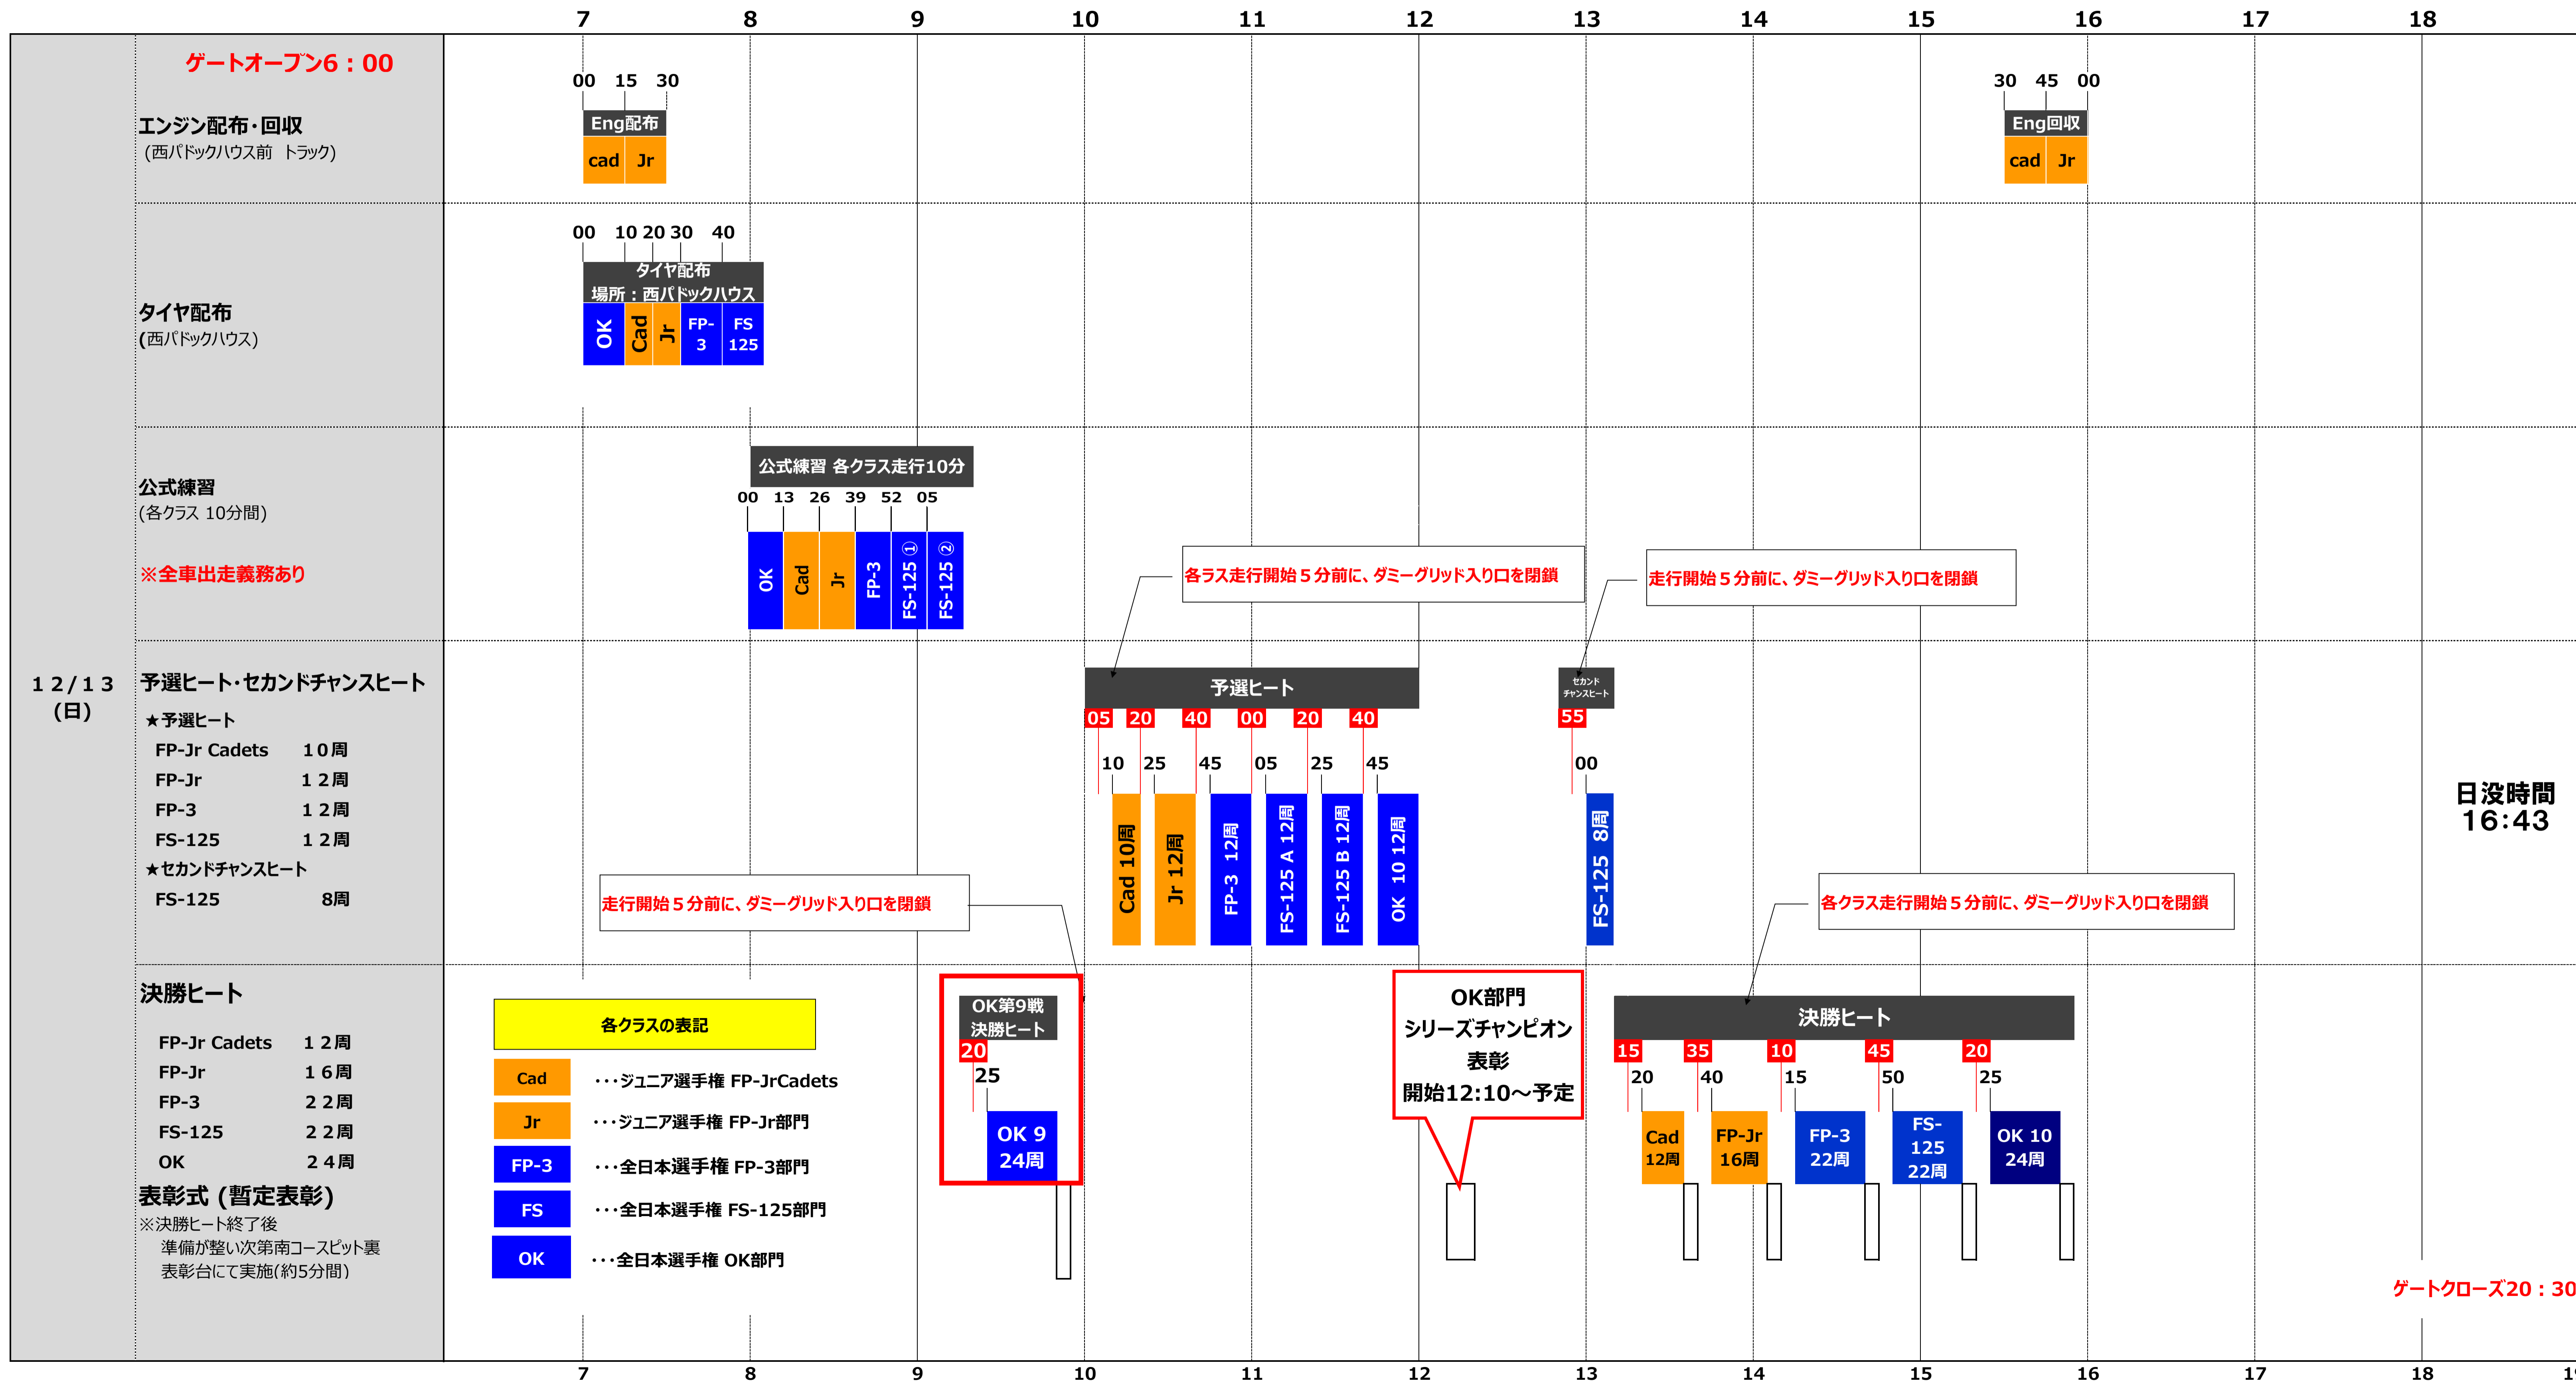 7 8 9 10 11 12 13 14 15 16 17 18
ゲートオープン6：00
エンジン配布・回収
(西パドックハウス前　トラック)
00 15 30
Eng配布
cad Jr
30 45 00
Eng回収
cad Jr
タイヤ配布
(西パドックハウス)
00 10 20 30 40
タイヤ配布
場所：西パドックハウス
OK
Cad
Jr
FP-
3
FS
125
公式練習
(各クラス 10分間)
※全車出走義務あり
公式練習 各クラス走行10分
00 13 26 39 52 05
OK
Cad
Jr
FP-3
FS-125 ①
FS-125 ②
各ラス走行開始５分前に、ダミーグリッド入り口を閉鎖
走行開始５分前に、ダミーグリッド入り口を閉鎖
１２/１３
(日)
予選ヒート・セカンドチャンスヒート
★予選ヒート
FP-Jr Cadets １０周
FP-Jr １２周
FP-3 １２周
FS-125 １２周
★セカンドチャンスヒート
FS-125 8周
予選ヒート
05 20 40 00 20 40
10 25 45 05 25 45
Cad 10周
Jr 12周
FP-3 12周
FS-125 A 12周
FS-125 B 12周
OK 10 12周
セカンド
チャンスヒート
55
00
FS-125 8周
日没時間
16:43
走行開始５分前に、ダミーグリッド入り口を閉鎖
各クラス走行開始５分前に、ダミーグリッド入り口を閉鎖
決勝ヒート
FP-Jr Cadets １２周
FP-Jr １６周
FP-3 ２２周
FS-125 ２２周
OK ２４周
表彰式 (暫定表彰)
※決勝ヒート終了後
準備が整い次第南コースピット裏
表彰台にて実施(約5分間)
各クラスの表記
Cad ･･･ジュニア選手権 FP-JrCadets
Jr ･･･ジュニア選手権 FP-Jr部門
FP-3 ･･･全日本選手権 FP-3部門
FS ･･･全日本選手権 FS-125部門
OK ･･･全日本選手権 OK部門
OK第9戦
決勝ヒート
20
25
OK 9
24周
OK部門
シリーズチャンピオン
表彰
開始12:10～予定
決勝ヒート
15 35 10 45 20
20 40 15 50 25
Cad
12周
FP-Jr
16周
FP-3
22周
FS-
125
22周
OK 10
24周
ゲートクローズ20：30
7 8 9 10 11 12 13 14 15 16 17 18